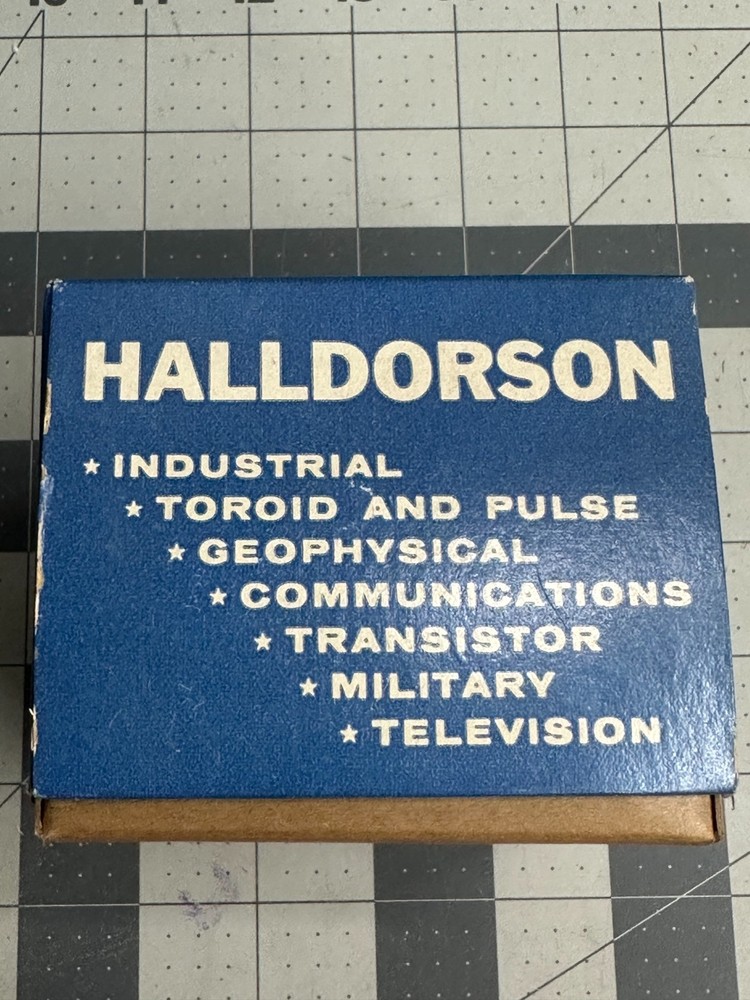 HALLDORSON
★ INDUSTRIAL
★ TOROID AND PULSE
★ GEOPHYSICAL
★ COMMUNICATIONS
★ TRANSISTOR
★ MILITARY
★ TELEVISION